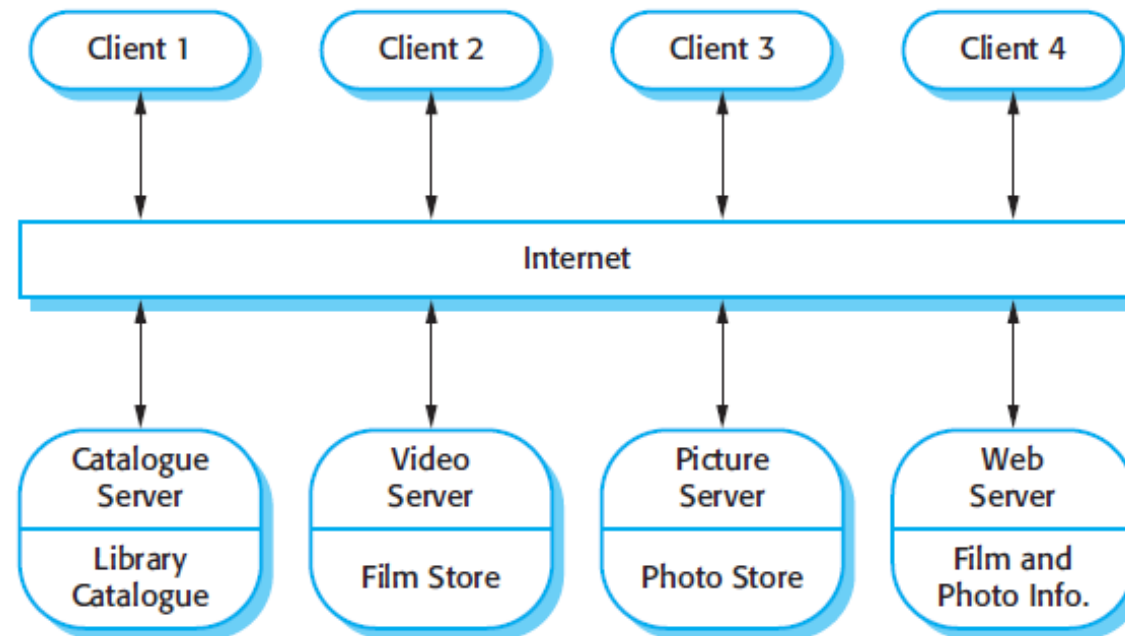 Client 1
Client 2
Client 3
Client 4
Internet
Catalogue
Server
Library
Catalogue
Video
Server
Film Store
Picture
Server
Photo Store
Web
Server
Film and
Photo Info.